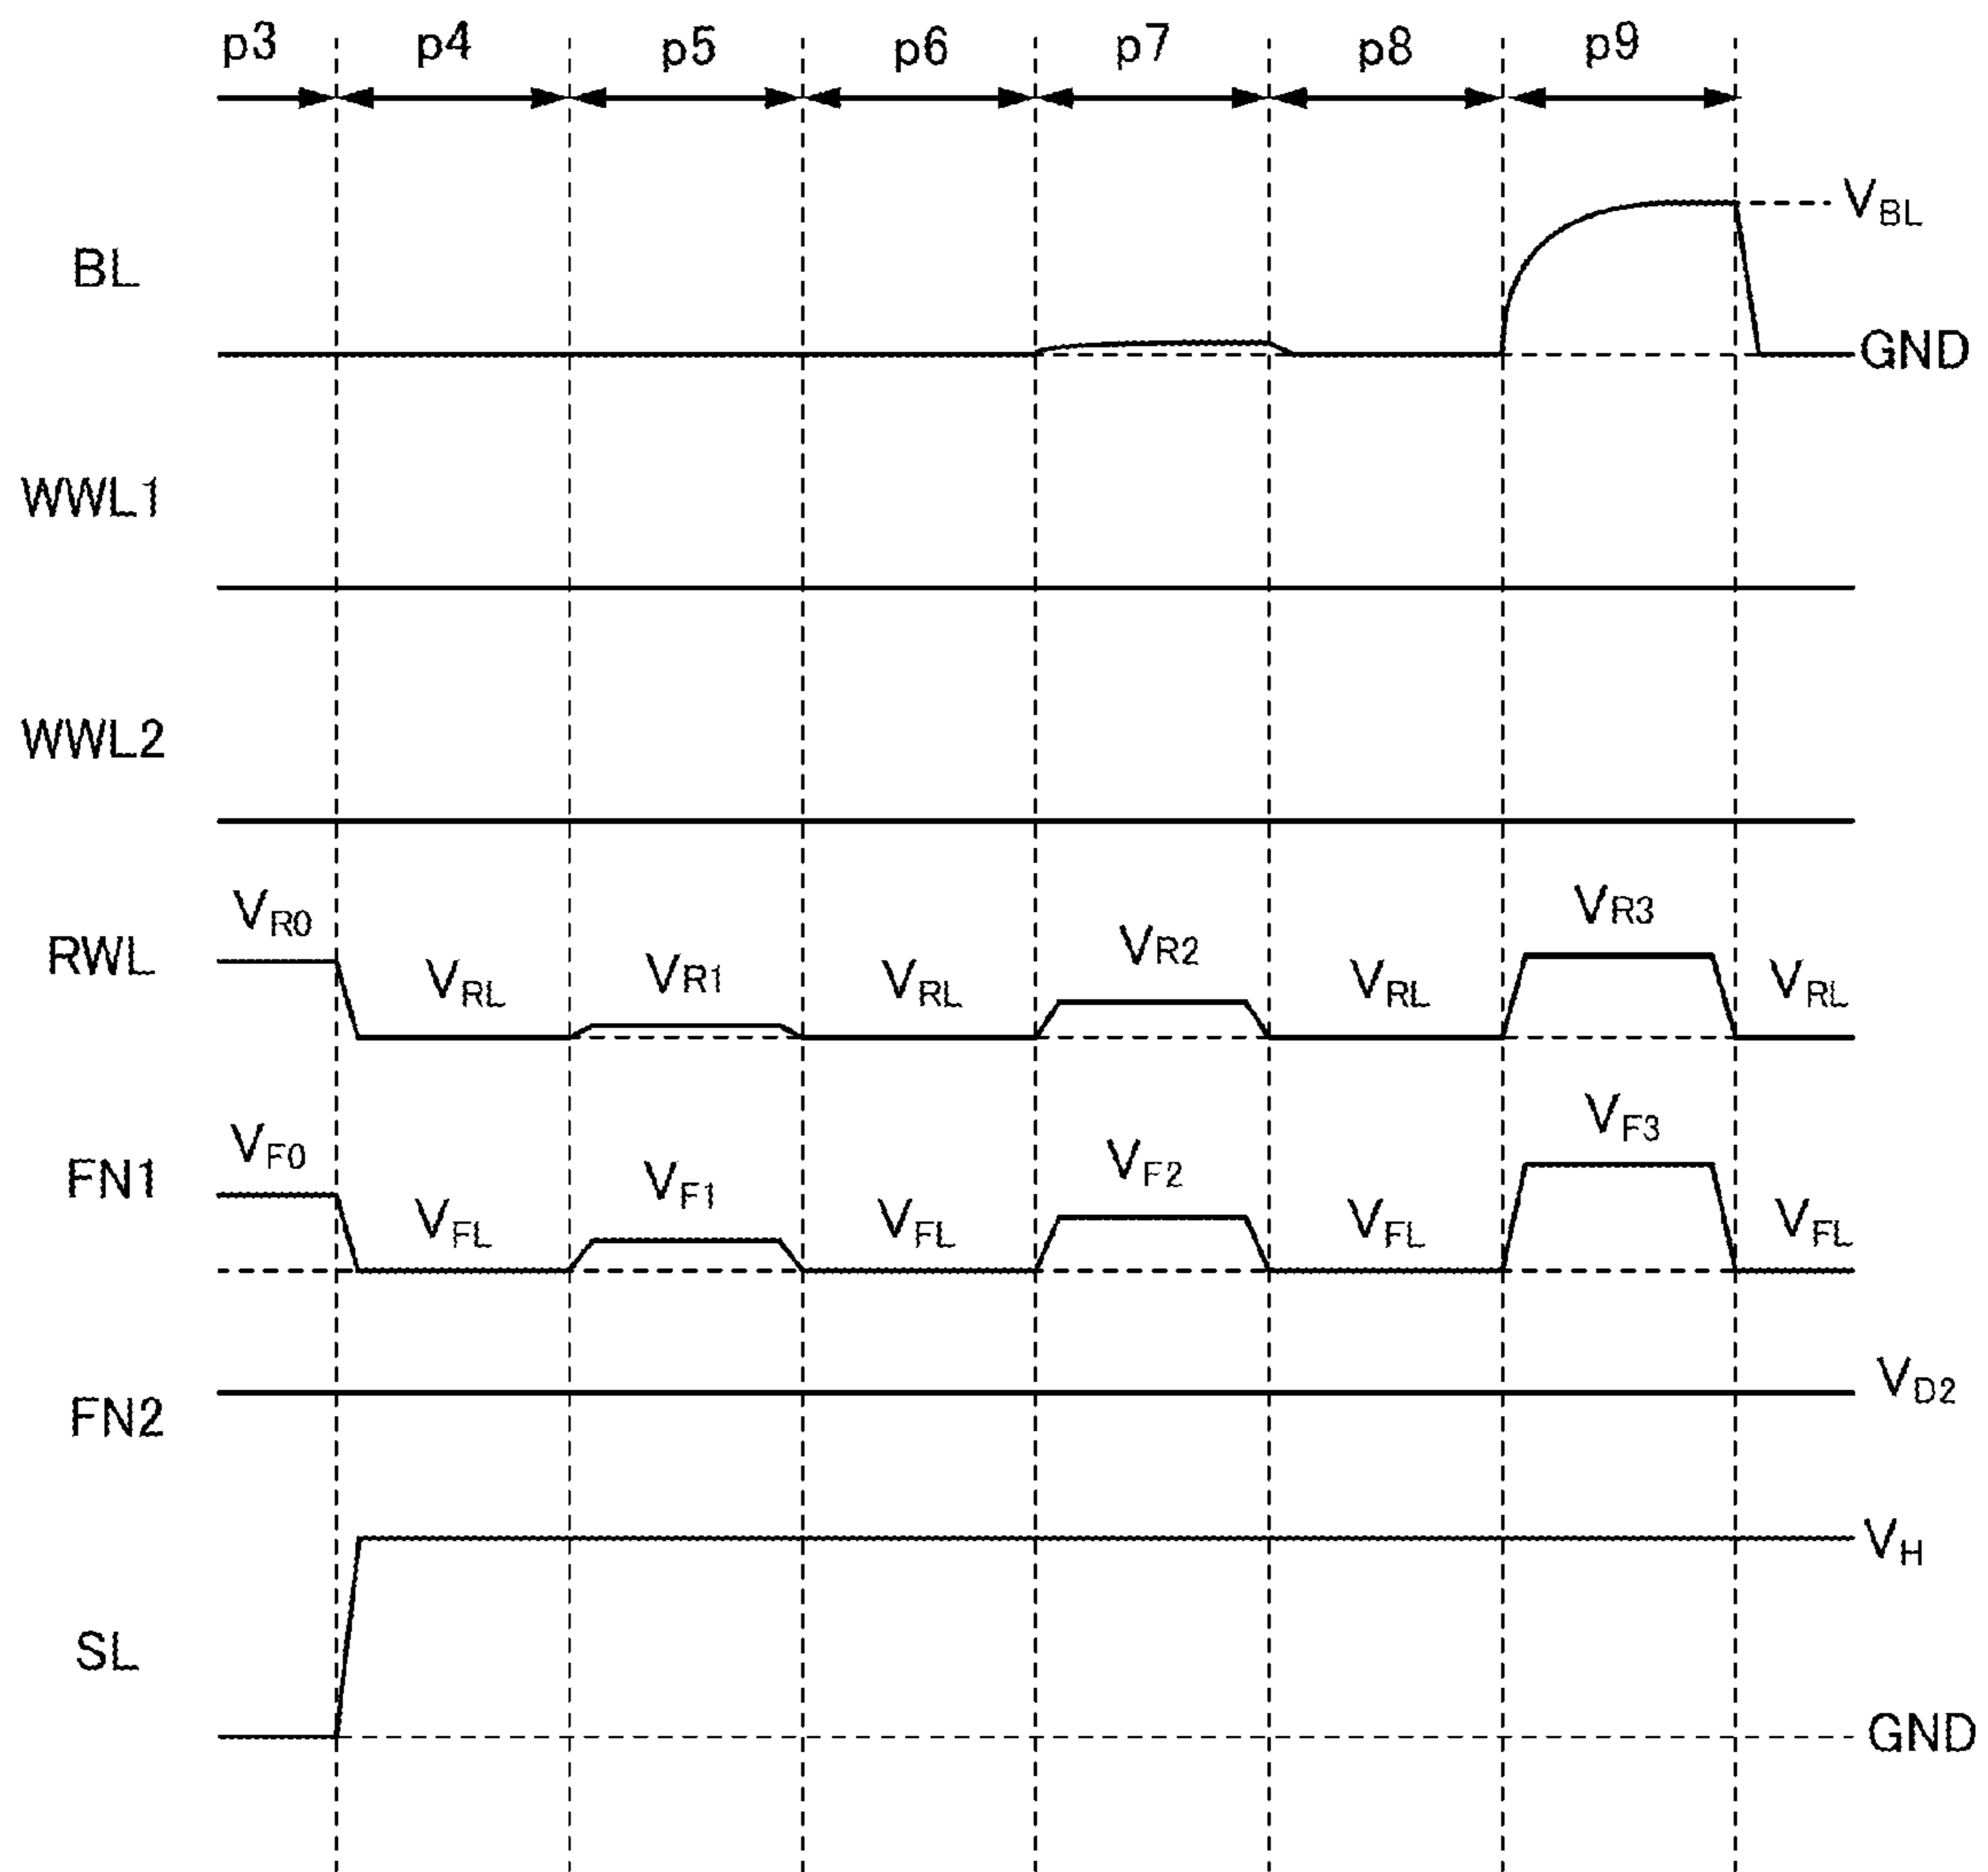 p3 p4 p5 p6 p7 p8 p9
VBL
BL
GND
WWL1
WWL2
VR0 VR3
RWL VRL VR1 VRL VR2 VRL VRL
VF0 VF3
FN1 VFL VF1 VFL VF2 VFL VFL
VD2
FN2
VH
SL
GND